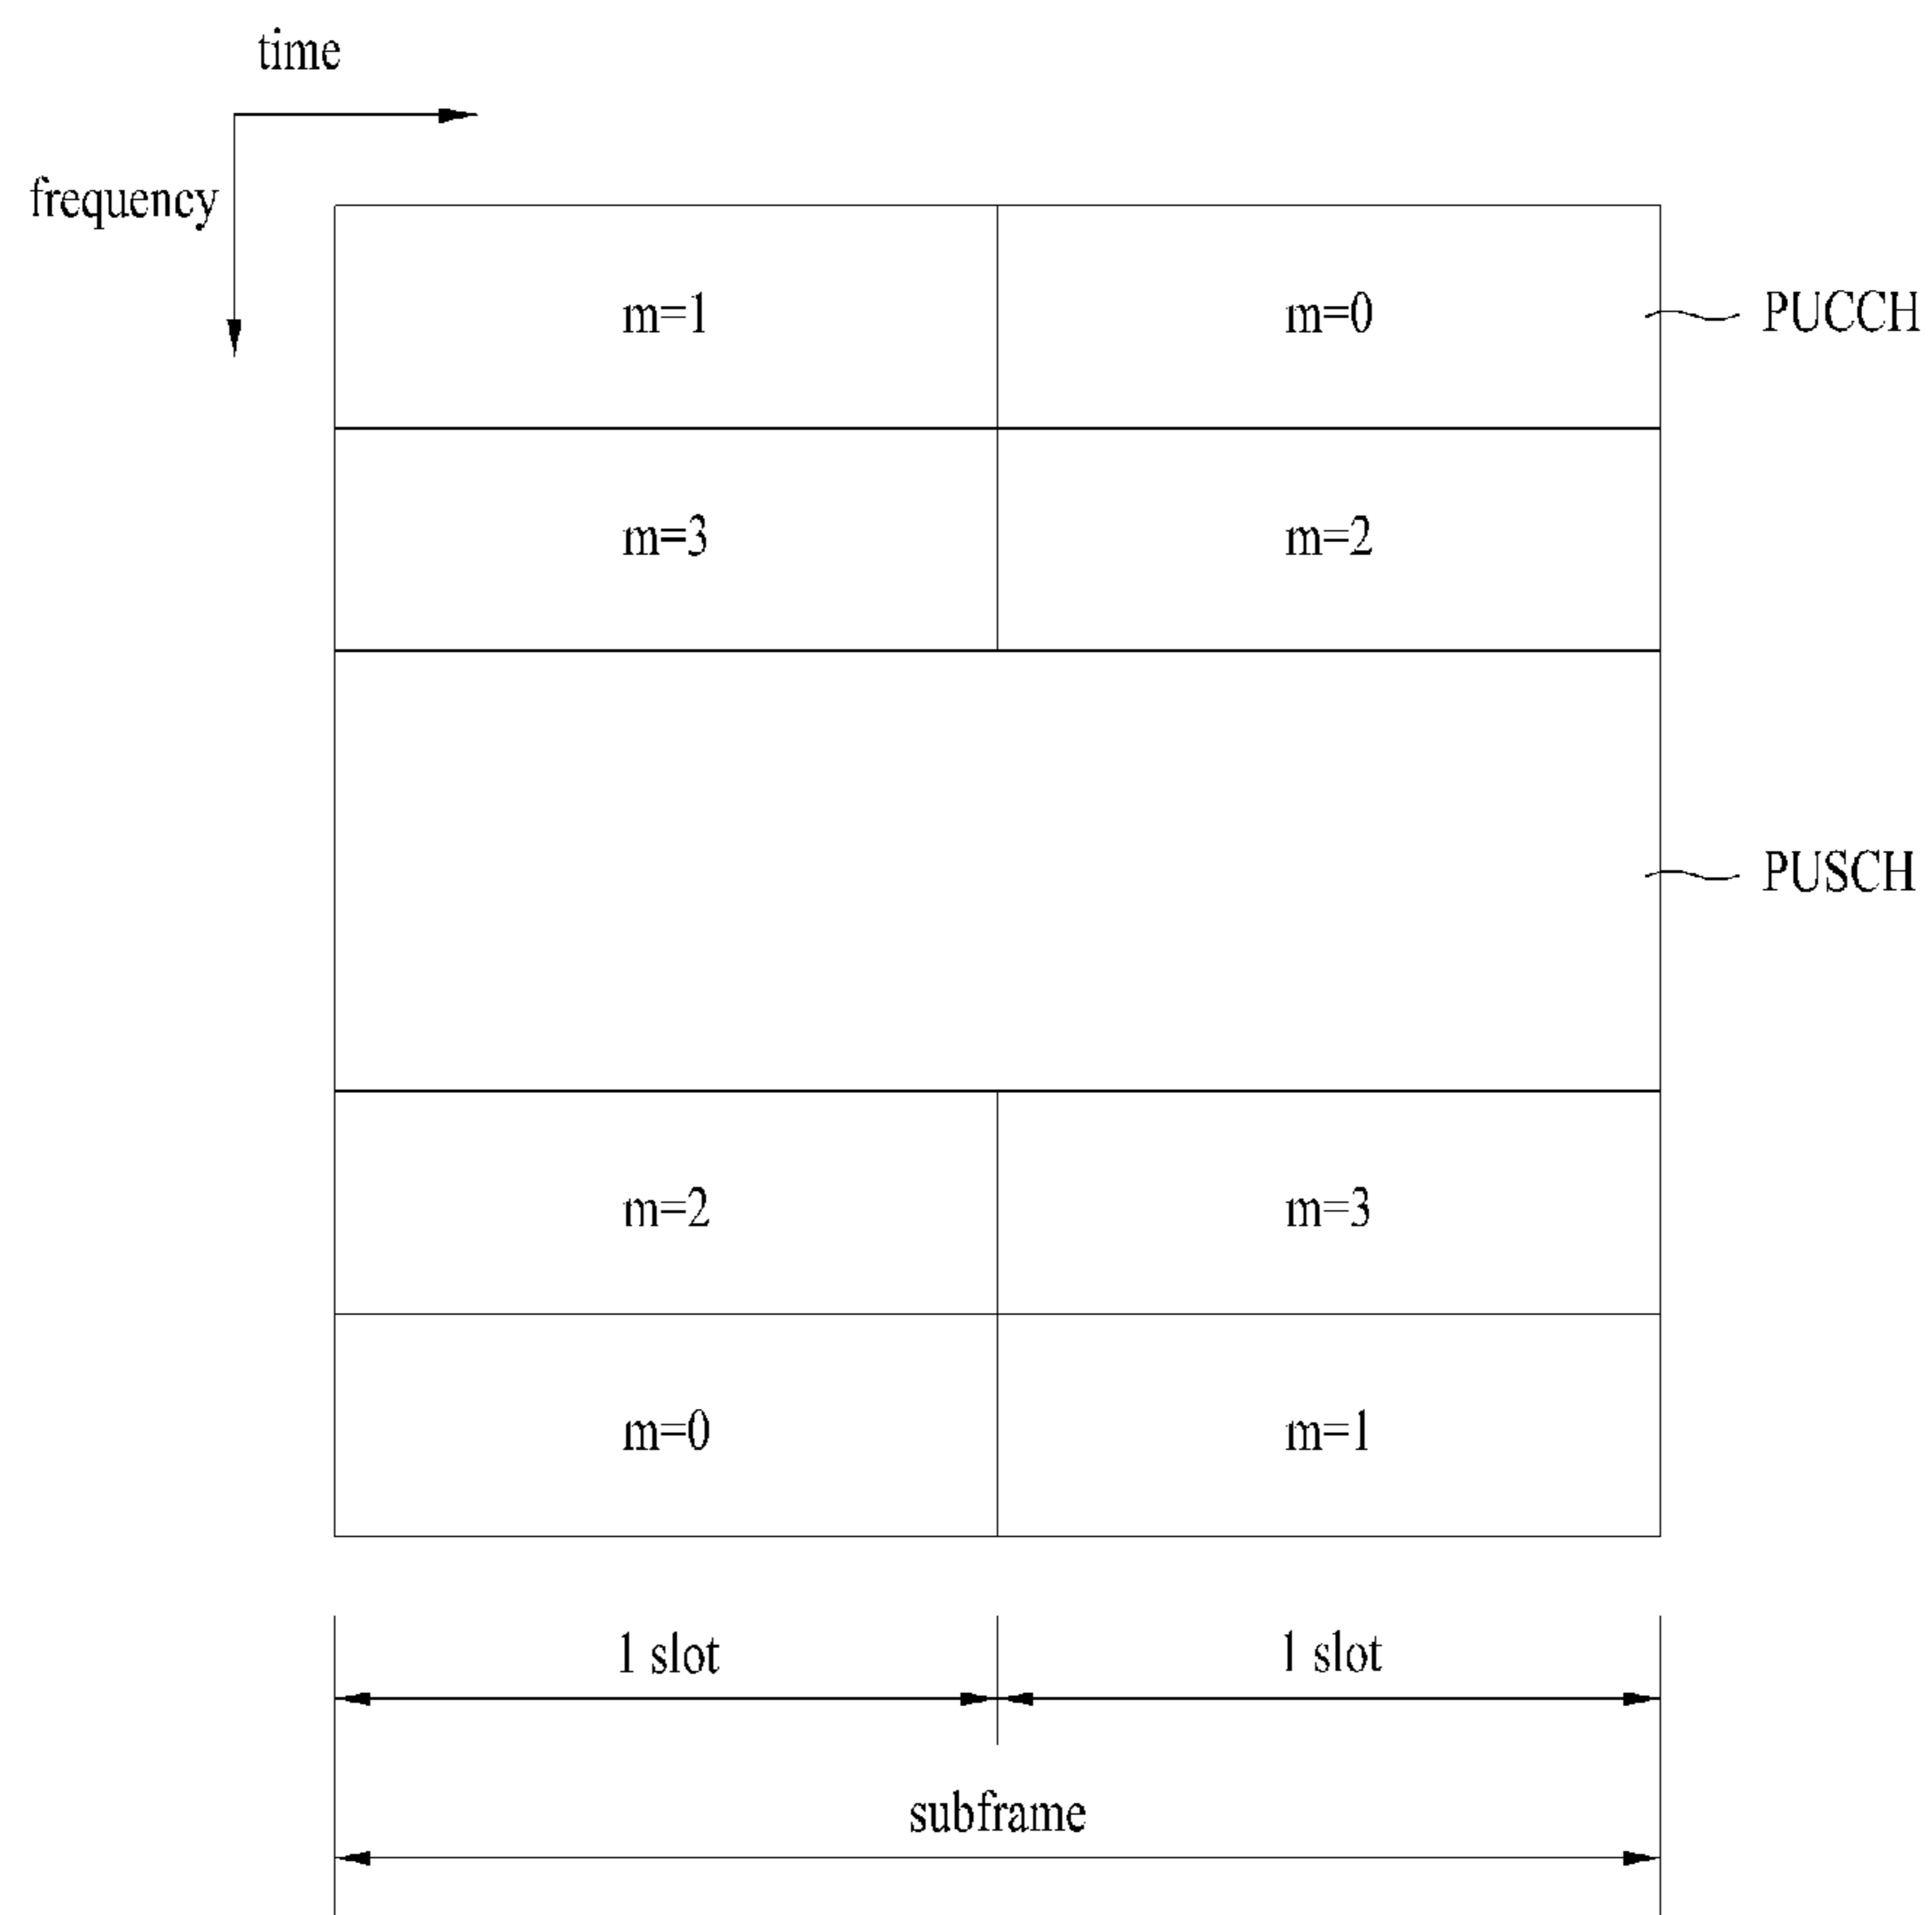 time
frequency
m=1 m=0 PUCCH
m=3 m=2
PUSCH
m=2 m=3
m=0 m=1
1 slot 1 slot
subframe